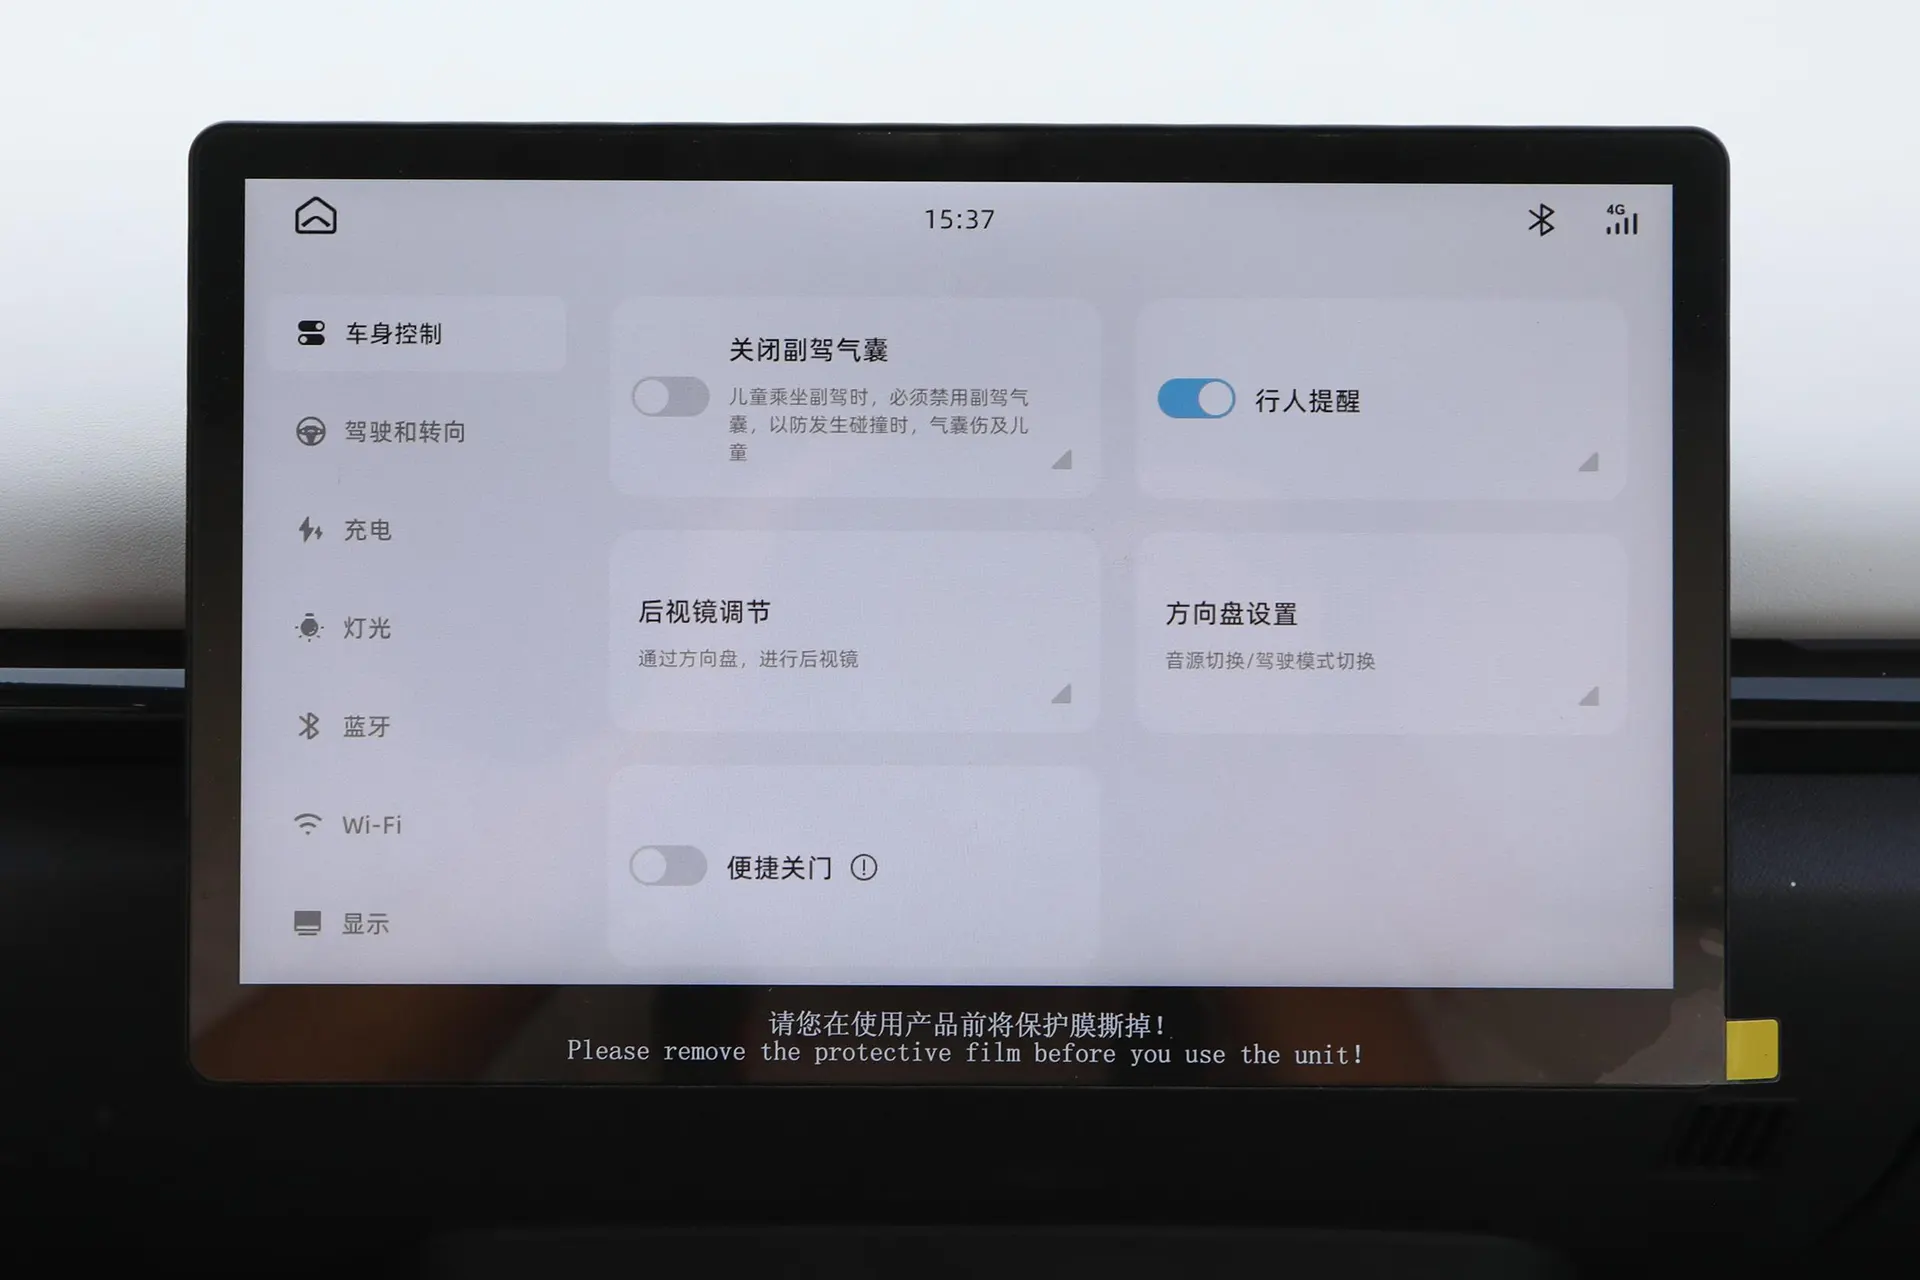 15:37
4G
车身控制
驾驶和转向
充电
灯光
蓝牙
Wi-Fi
显示
关闭副驾气囊
儿童乘坐副驾时，必须禁用副驾气
囊，以防发生碰撞时，气囊伤及儿
童
行人提醒
后视镜调节
通过方向盘，进行后视镜
方向盘设置
音源切换/驾驶模式切换
便捷关门
请您在使用产品前将保护膜撕掉！
Please remove the protective film before you use the unit!